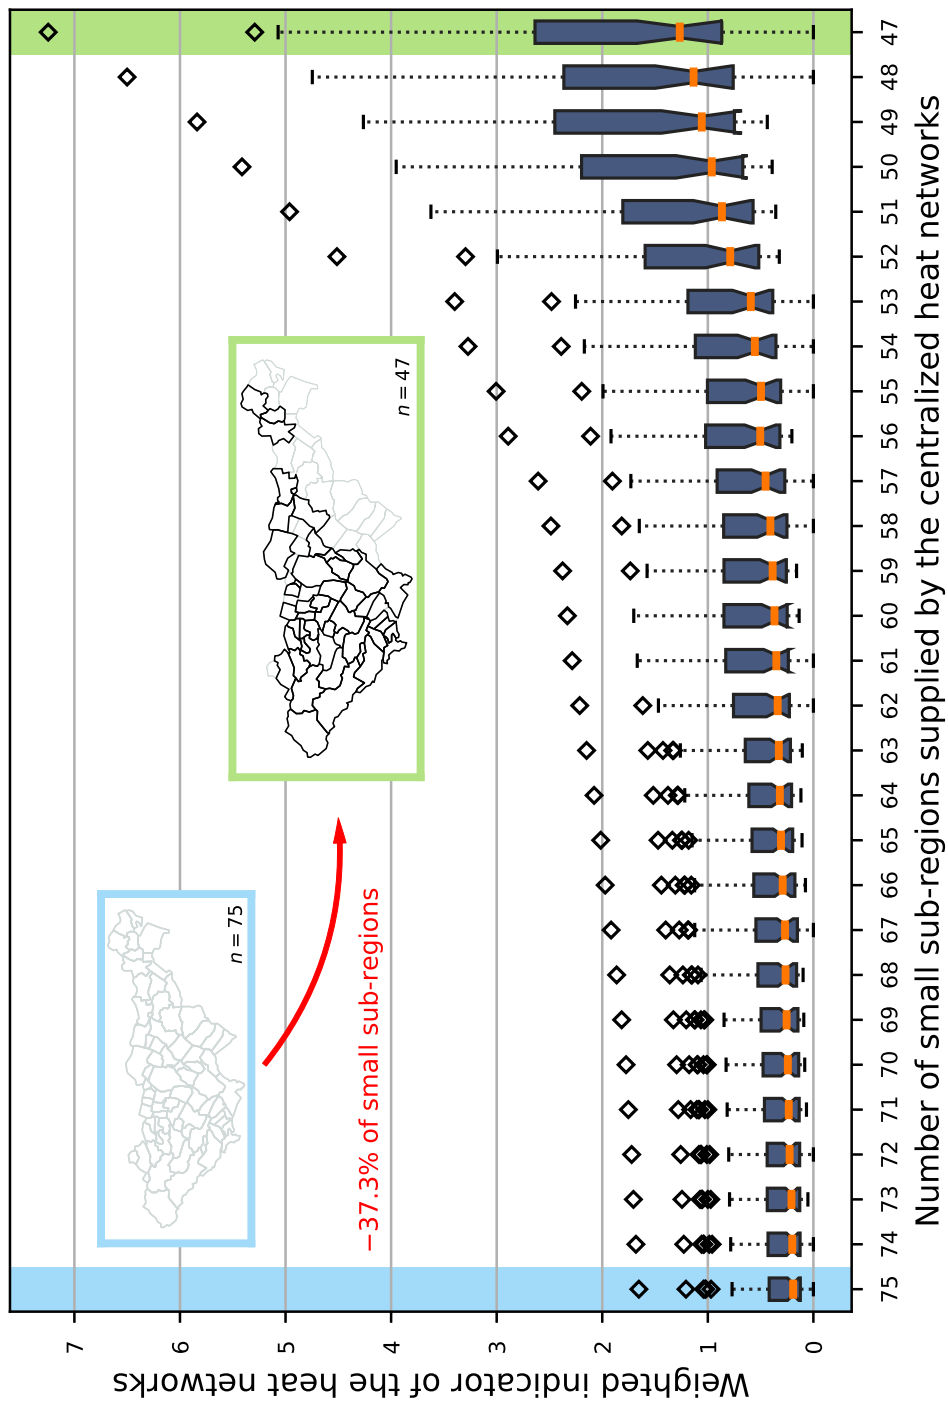 Weighted indicator of the heat networks
7
6
5
4
3
2
1
0
n = 75
−37.3% of small sub-regions
n = 47
75 74 73 72 71 70 69 68 67 66 65 64 63 62 61 60 59 58 57 56 55 54 53 52 51 50 49 48 47
Number of small sub-regions supplied by the centralized heat networks